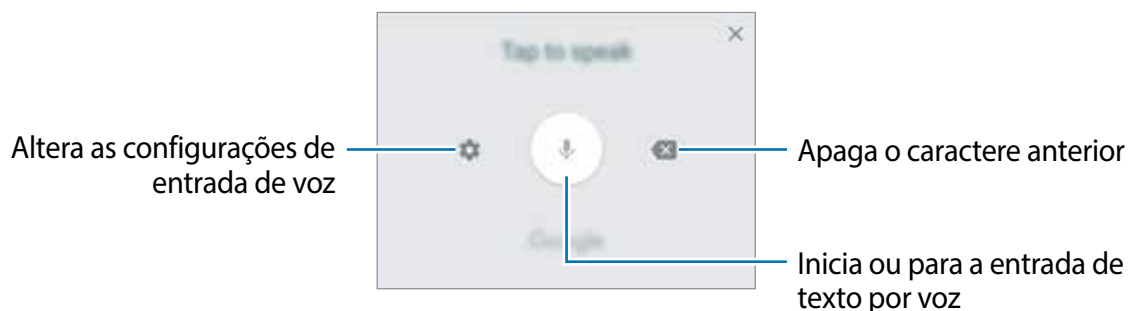 Tap to speak
Altera as configurações de
entrada de voz
Apaga o caractere anterior
Google
Inicia ou para a entrada de
texto por voz